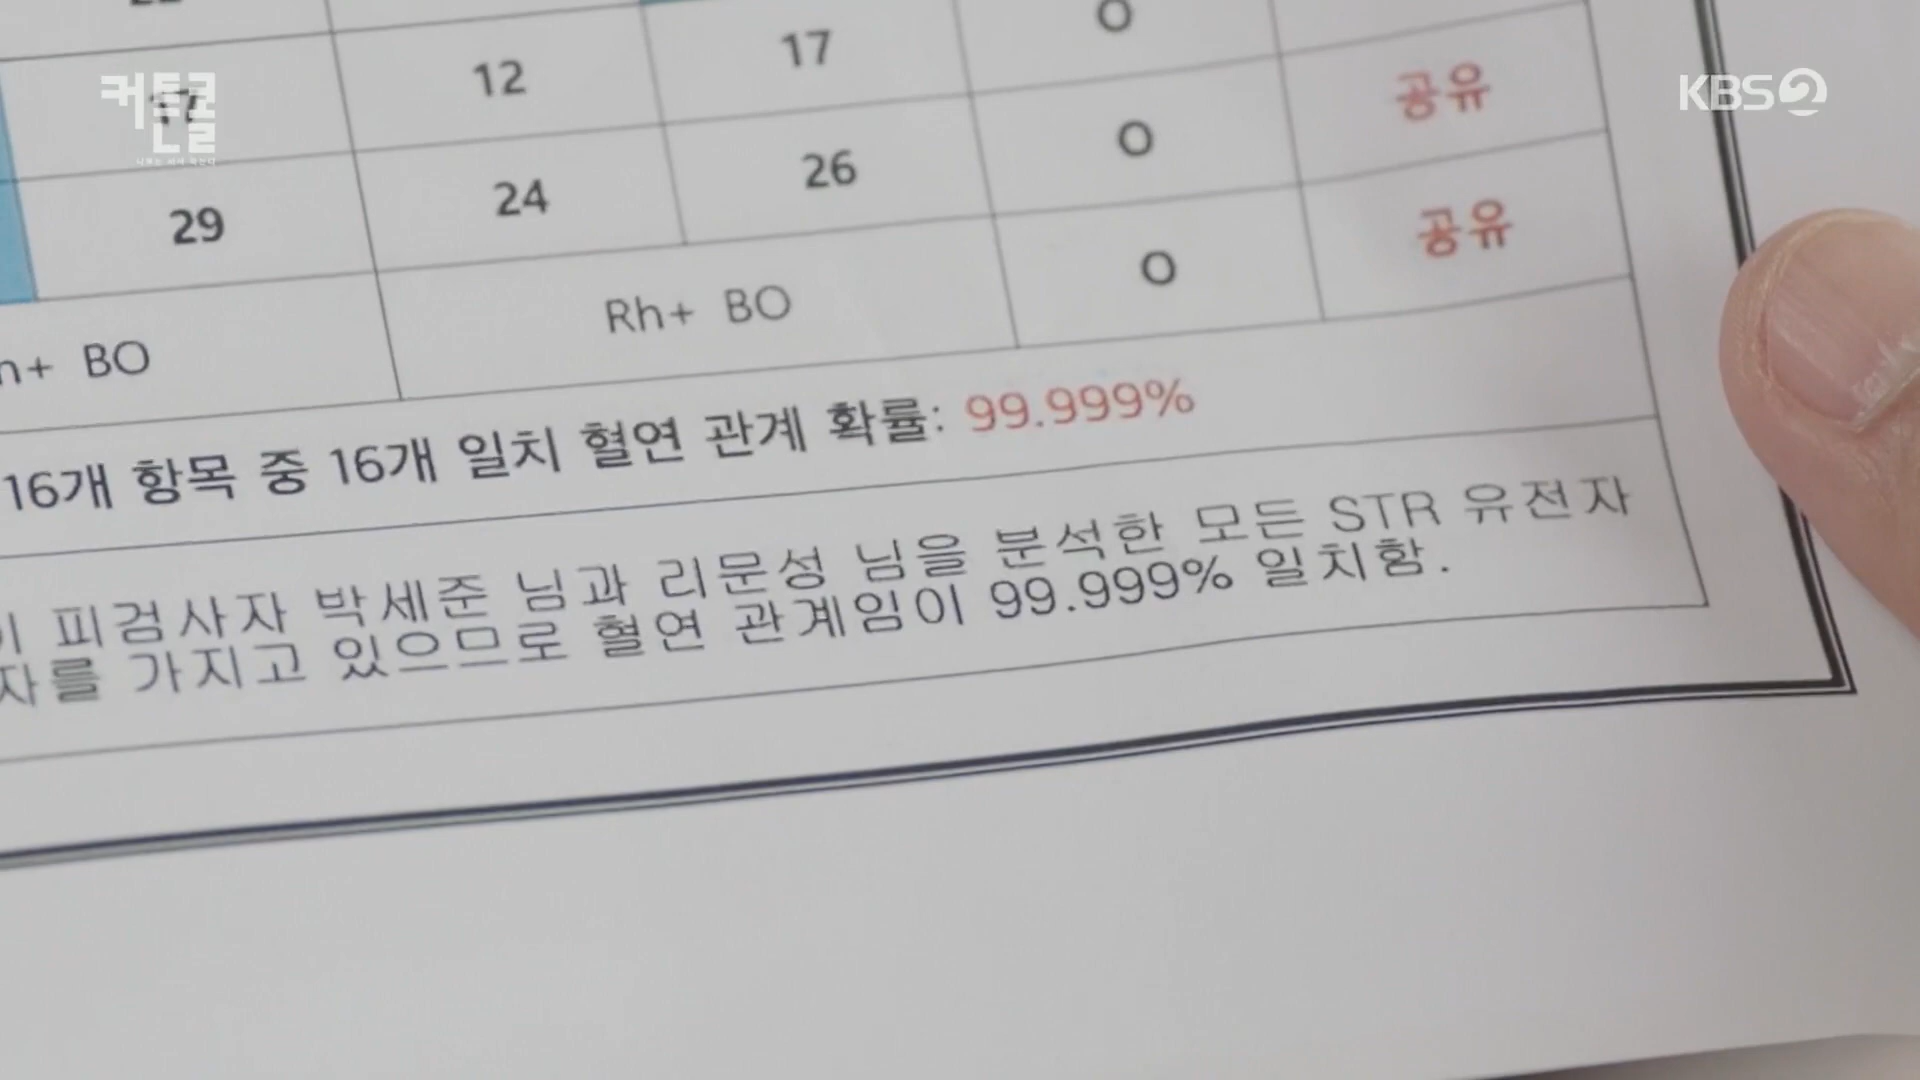 커튼콜
KBS2
12 17 O
17 공유
29 24 26 O
Rh+ BO O 공유
BO
16개 항목 중 16개 일치 혈연 관계 확률: 99.999%
피검사자 박세준 님과 리문성 님을 분석한 모든 STR 유전자
자를 가지고 있으므로 혈연 관계임이 99.999% 일치함.